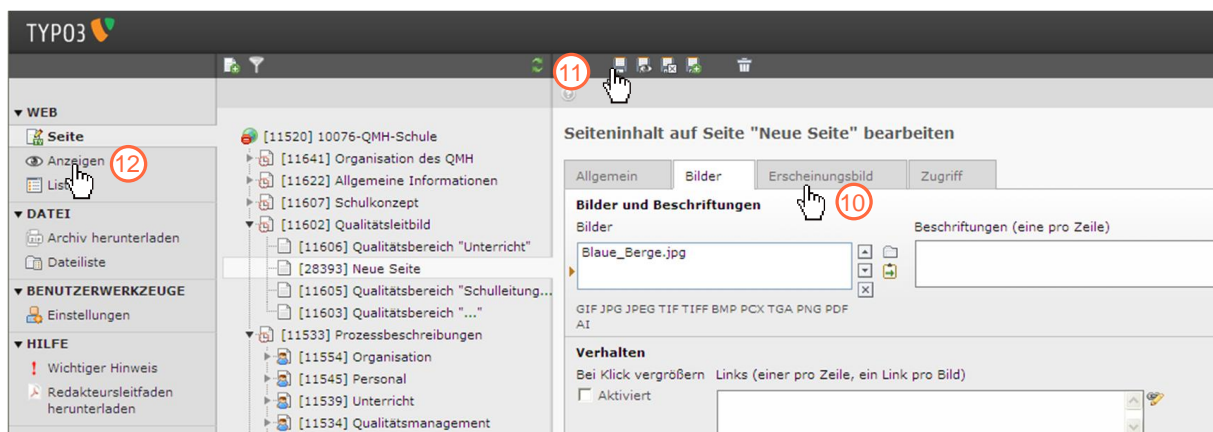 TYPO3
11
WEB
Seite
Anzeigen
12
DATEI
Archiv herunterladen
Dateiliste
BENUTZERWERKZEUGE
Einstellungen
HILFE
Wichtiger Hinweis
Redakteursleitfaden
herunterladen
[11520] 10076-QMH-Schule
[11641] Organisation des QMH
[11622] Allgemeine Informationen
[11607] Schulkonzept
[11602] Qualitätsleitbild
[11606] Qualitätsbereich "Unterricht"
[28393] Neue Seite
[11605] Qualitätsbereich "Schulleitung...
[11603] Qualitätsbereich "..."
[11533] Prozessbeschreibungen
[11554] Organisation
[11545] Personal
[11539] Unterricht
[11534] Qualitätsmanagement
Seiteninhalt auf Seite "Neue Seite" bearbeiten
Allgemein Bilder Erscheinungsbild Zugriff
10
Bilder und Beschriftungen
Bilder Beschriftungen (eine pro Zeile)
Blaue_Berge.jpg
GIF JPG JPEG TIF TIFF BMP PCX TGA PNG PDF
AI
Verhalten
Bei Klick vergrößern Links (einer pro Zeile, ein Link pro Bild)
Aktiviert